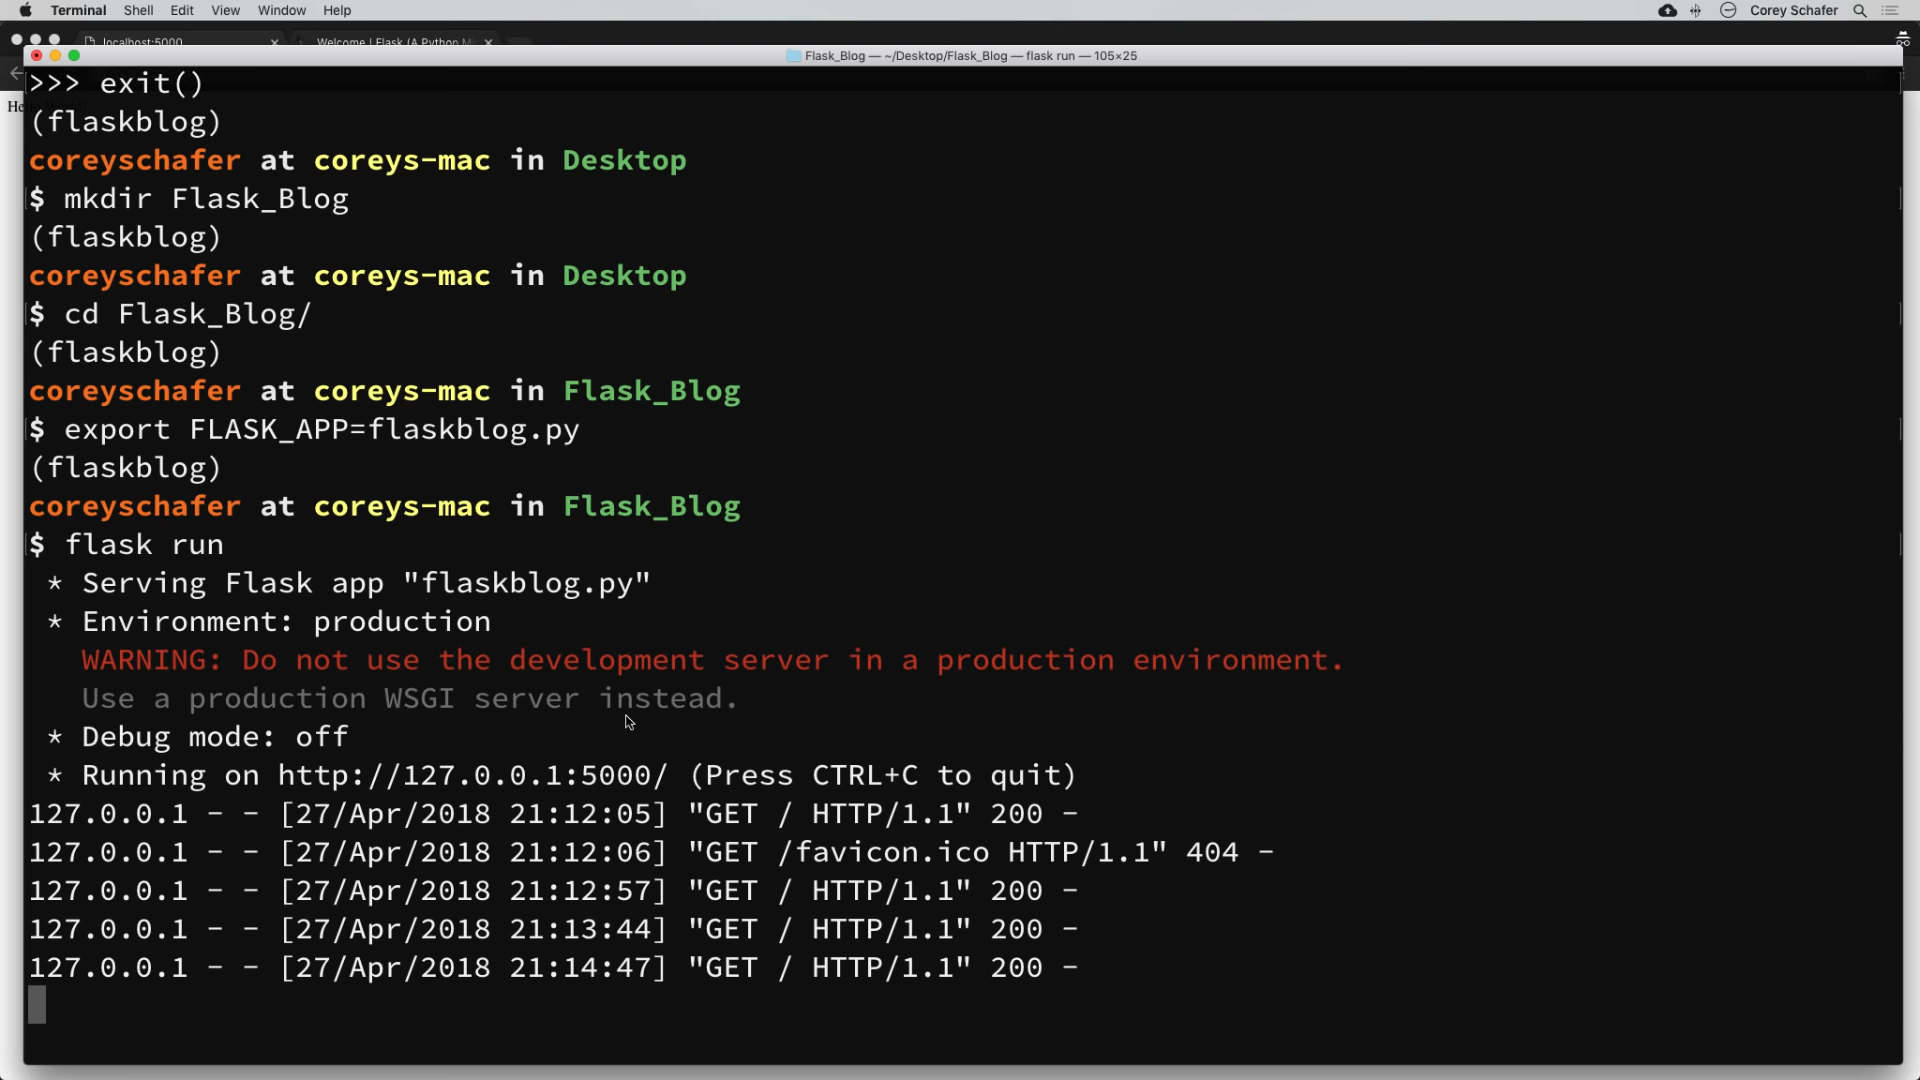 Terminal Shell Edit View Window Help Corey Schafer
localhost:5000 Welcome | Flask (A Python
Flask_Blog — ~/Desktop/Flask_Blog — flask run — 105×25
>>> exit()
(flaskblog)
coreyschafer at coreys-mac in Desktop
$ mkdir Flask_Blog
(flaskblog)
coreyschafer at coreys-mac in Desktop
$ cd Flask_Blog/
(flaskblog)
coreyschafer at coreys-mac in Flask_Blog
$ export FLASK_APP=flaskblog.py
(flaskblog)
coreyschafer at coreys-mac in Flask_Blog
$ flask run
* Serving Flask app "flaskblog.py"
* Environment: production
WARNING: Do not use the development server in a production environment.
Use a production WSGI server instead.
* Debug mode: off
* Running on http://127.0.0.1:5000/ (Press CTRL+C to quit)
127.0.0.1 - - [27/Apr/2018 21:12:05] "GET / HTTP/1.1" 200 -
127.0.0.1 - - [27/Apr/2018 21:12:06] "GET /favicon.ico HTTP/1.1" 404 -
127.0.0.1 - - [27/Apr/2018 21:12:57] "GET / HTTP/1.1" 200 -
127.0.0.1 - - [27/Apr/2018 21:13:44] "GET / HTTP/1.1" 200 -
127.0.0.1 - - [27/Apr/2018 21:14:47] "GET / HTTP/1.1" 200 -